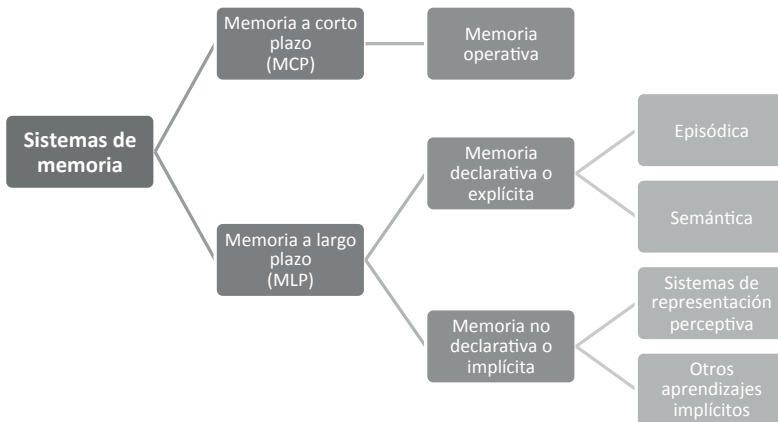 Sistemas de
memoria
Memoria a corto
plazo
(MCP)
Memoria
operativa
Memoria a largo
plazo
(MLP)
Memoria
declarativa o
explícita
Episódica
Semántica
Memoria no
declarativa o
implícita
Sistemas de
representación
perceptiva
Otros
aprendizajes
implícitos